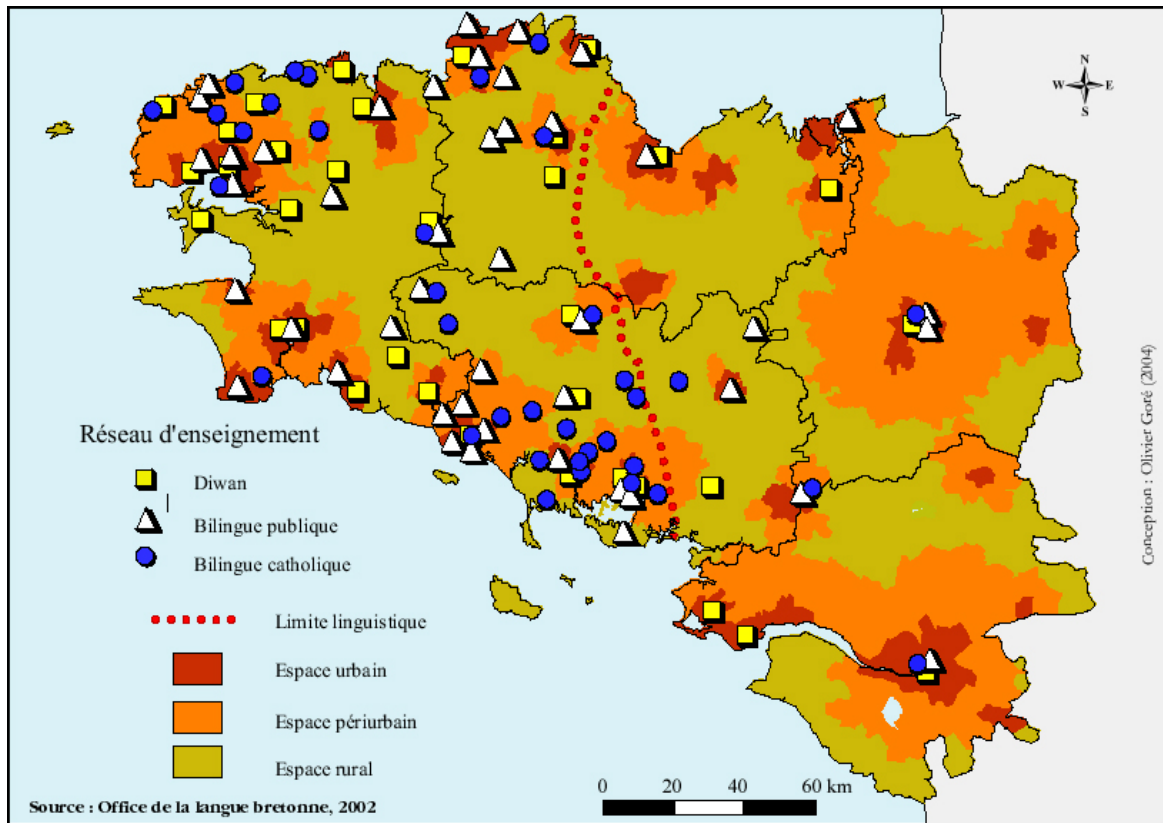 N
W E
S
Conception : Olivier Goré (2004)
Réseau d'enseignement
Diwan
Bilingue publique
Bilingue catholique
Limite linguistique
Espace urbain
Espace périurbain
Espace rural
0 20 40 60 km
Source : Office de la langue bretonne, 2002